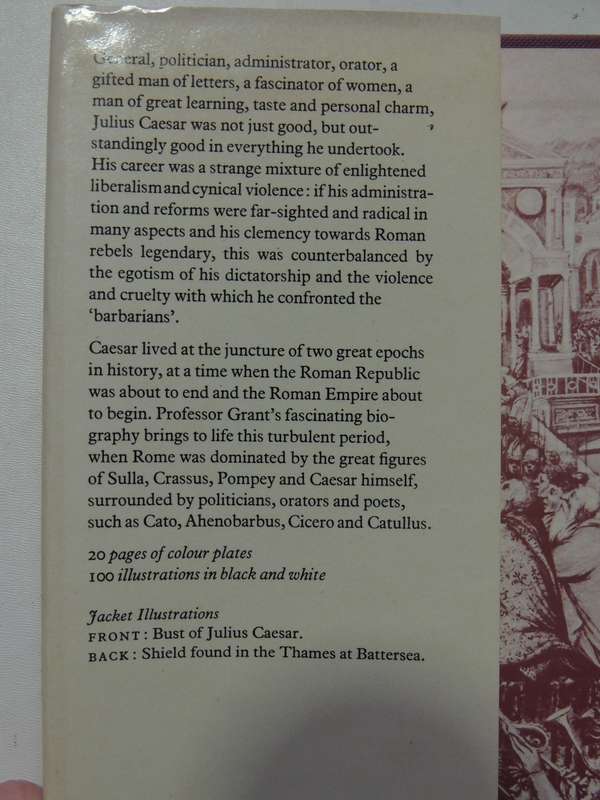 General, politician, administrator, orator, a
gifted man of letters, a fascinator of women, a
man of great learning, taste and personal charm,
Julius Caesar was not just good, but out-
standingly good in everything he undertook.
His career was a strange mixture of enlightened
liberalism and cynical violence: if his administra-
tion and reforms were far-sighted and radical in
many aspects and his clemency towards Roman
rebels legendary, this was counterbalanced by
the egotism of his dictatorship and the violence
and cruelty with which he confronted the
‘barbarians’.
Caesar lived at the juncture of two great epochs
in history, at a time when the Roman Republic
was about to end and the Roman Empire about
to begin. Professor Grant’s fascinating bio-
graphy brings to life this turbulent period,
when Rome was dominated by the great figures
of Sulla, Crassus, Pompey and Caesar himself,
surrounded by politicians, orators and poets,
such as Cato, Ahenobarbus, Cicero and Catullus.
20 pages of colour plates
100 illustrations in black and white
Jacket Illustrations
FRONT: Bust of Julius Caesar.
BACK: Shield found in the Thames at Battersea.